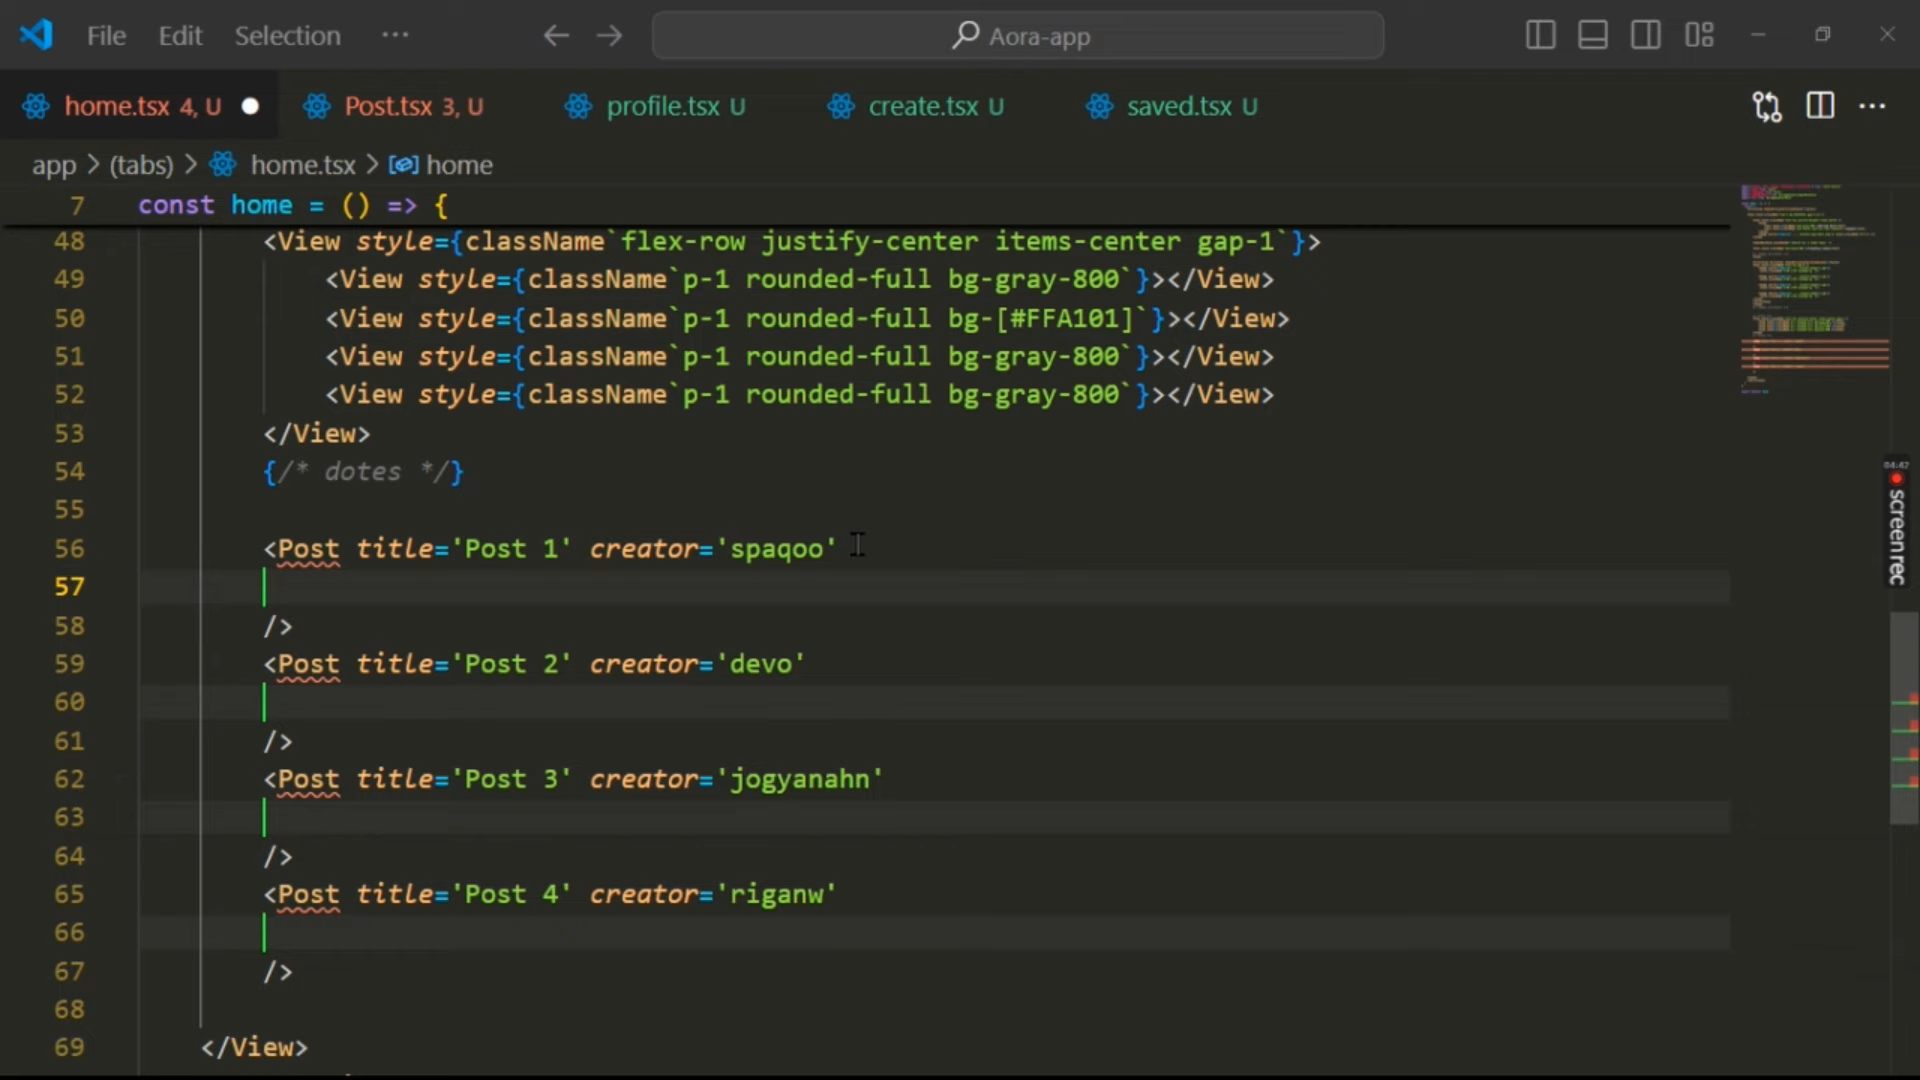 File Edit Selection ··· Aora-app
home.tsx 4, U Post.tsx 3, U profile.tsx U create.tsx U saved.tsx U
app > (tabs) > home.tsx > home
7 const home = () => {
48 <View style={className`flex-row justify-center items-center gap-1`}>
49 <View style={className`p-1 rounded-full bg-gray-800`}></View>
50 <View style={className`p-1 rounded-full bg-[#FFA101]`}></View>
51 <View style={className`p-1 rounded-full bg-gray-800`}></View>
52 <View style={className`p-1 rounded-full bg-gray-800`}></View>
53 </View>
54 {/* dotes */}
55
56 <Post title='Post 1' creator='spaqoo'
57
58 />
59 <Post title='Post 2' creator='devo'
60
61 />
62 <Post title='Post 3' creator='jogyanahn'
63
64 />
65 <Post title='Post 4' creator='riganw'
66
67 />
68
69 </View>
04:42
screenrec